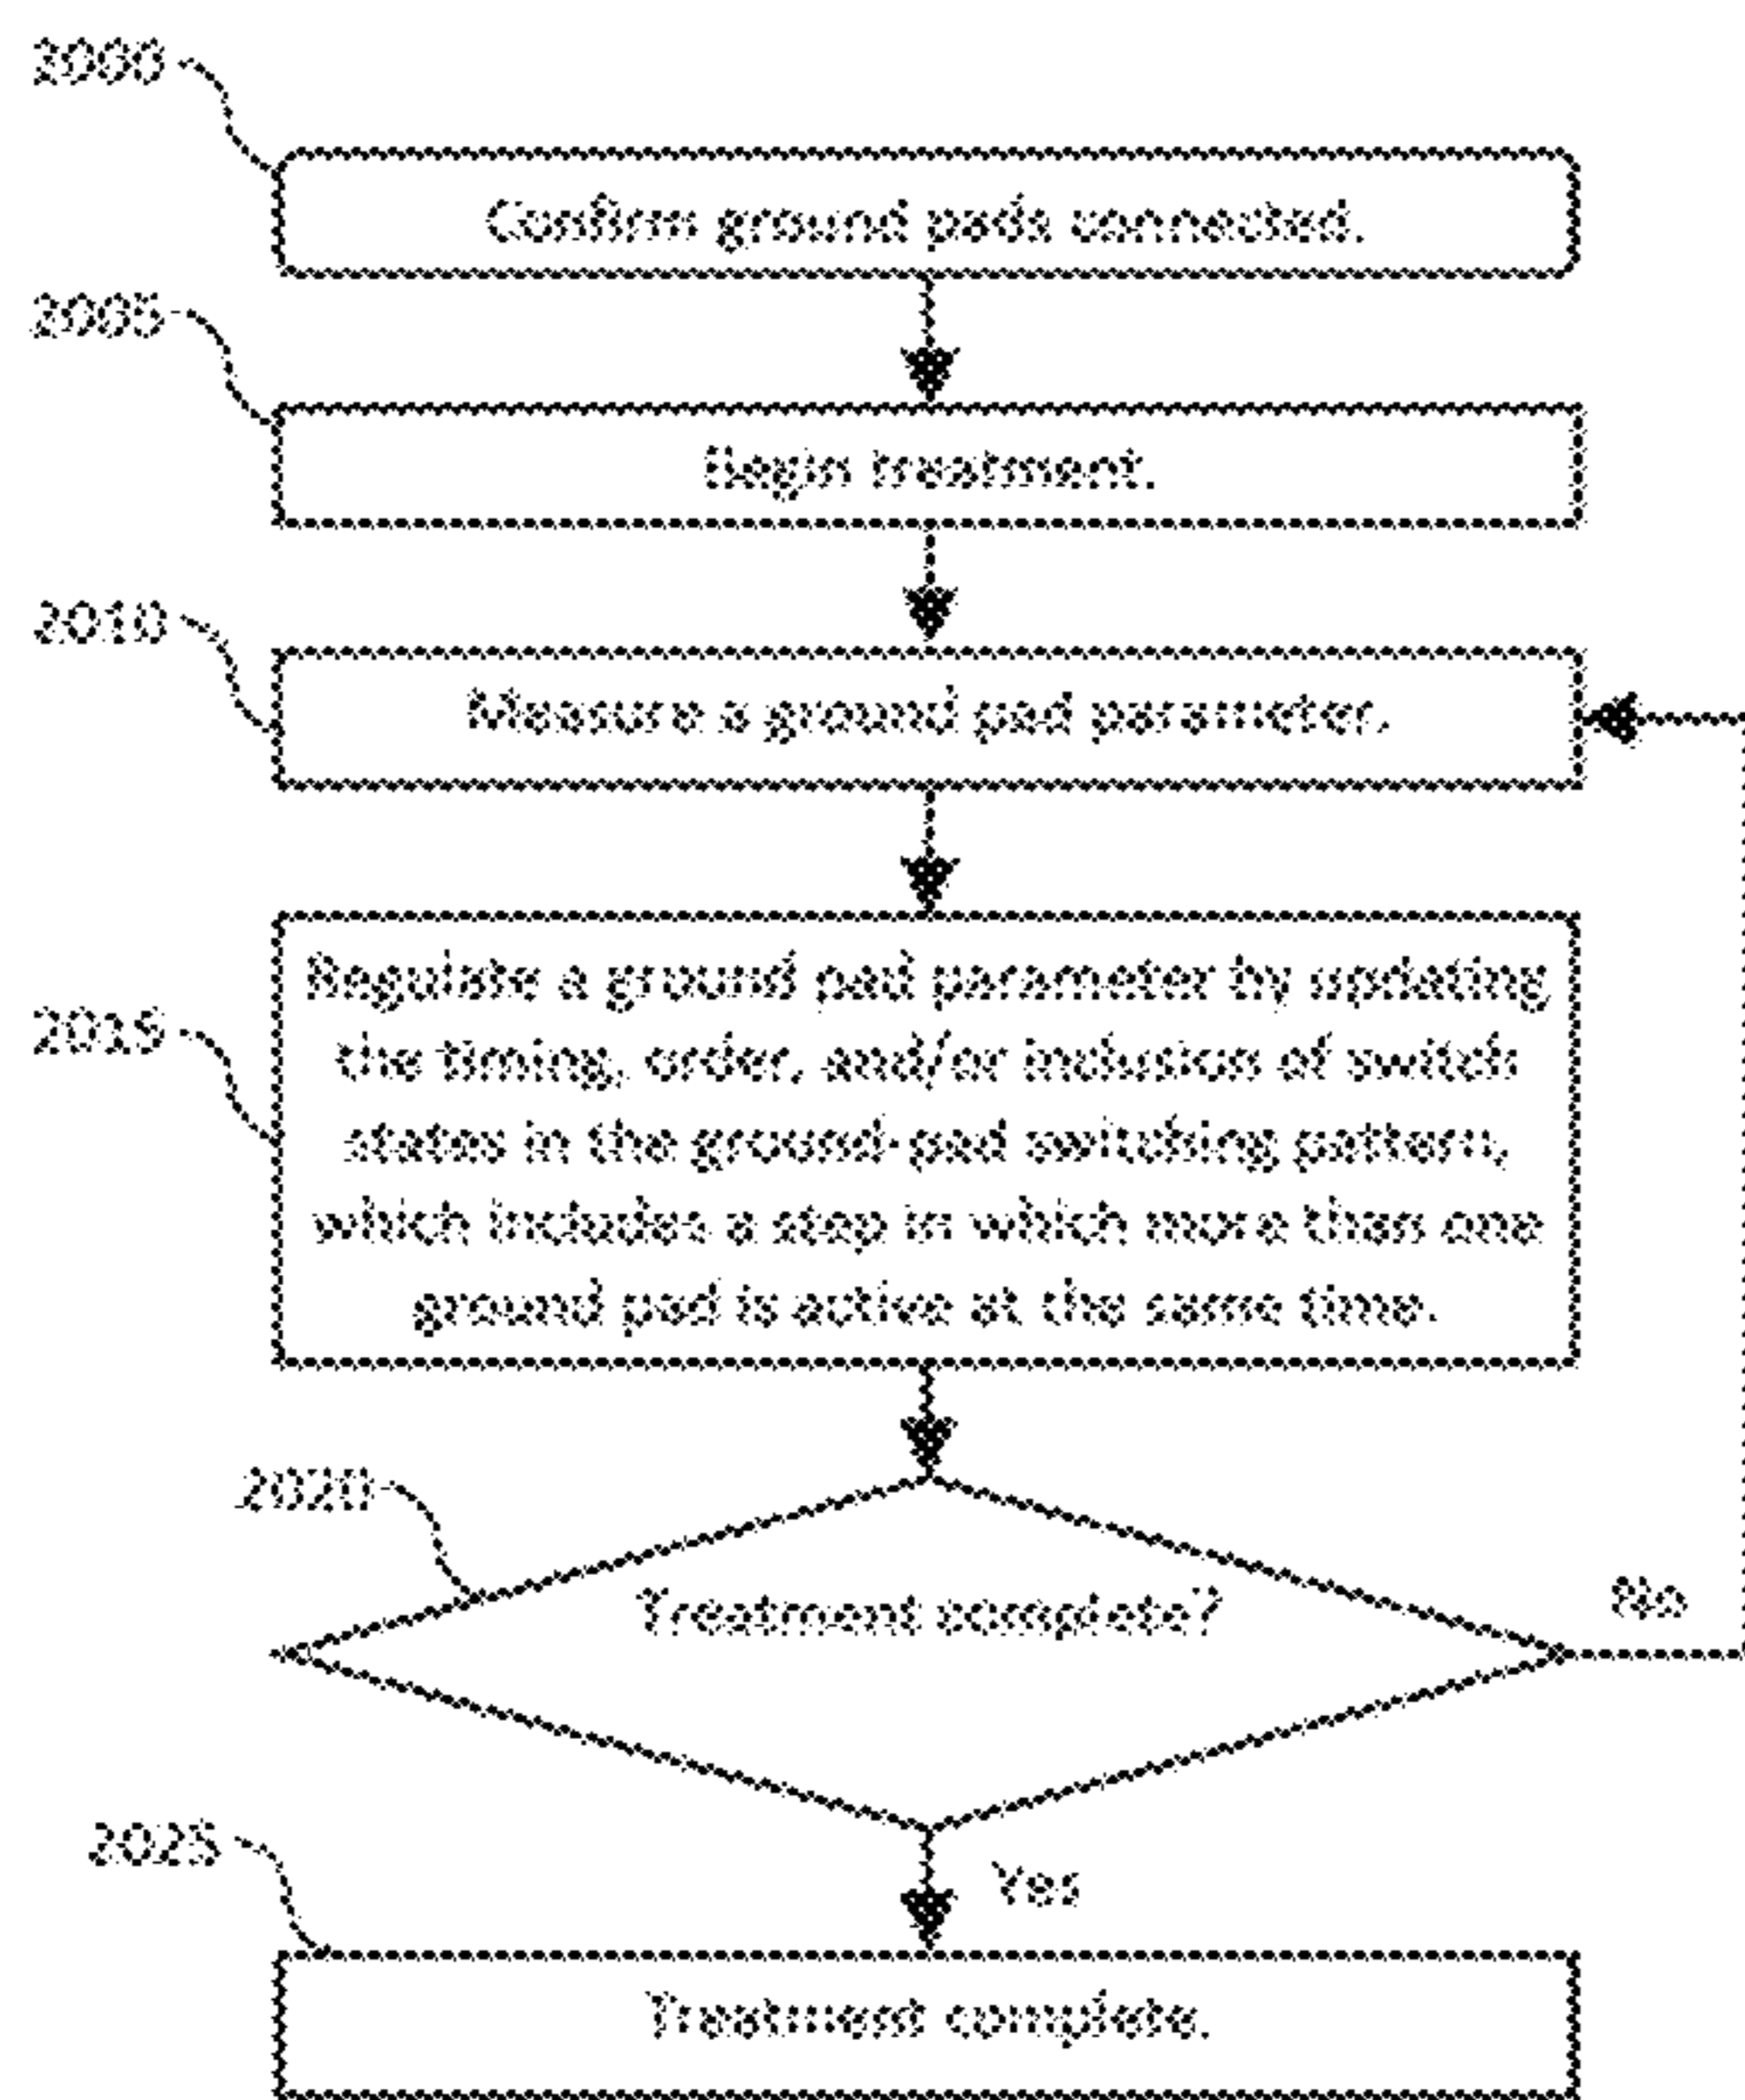 2000
Confirm ground pads connected.
2005
Begin treatment.
2010
Measure a ground pad parameter.
2015
Regulate a ground pad parameter by updating
the timing, order, and/or inclusion of switch
states in the ground-pad switching pattern,
which includes a step in which more than one
ground pad is active at the same time.
2020
Treatment complete?
No
Yes
2025
Treatment complete.